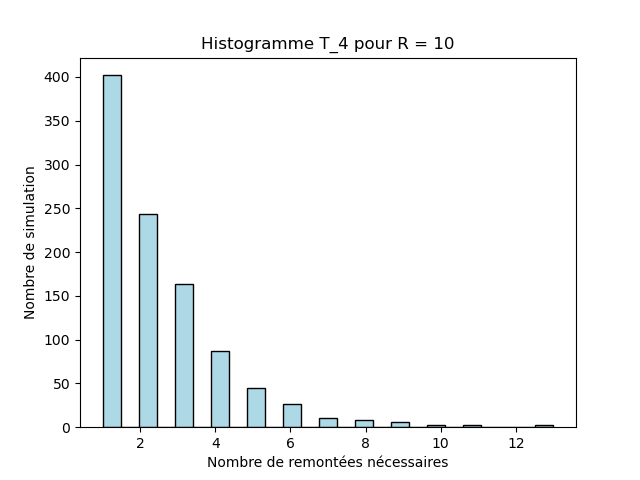 Histogramme T_4 pour R = 10
400
350
300
250
200
150
100
50
0
Nombre de simulation
2 4 6 8 10 12
Nombre de remontées nécessaires